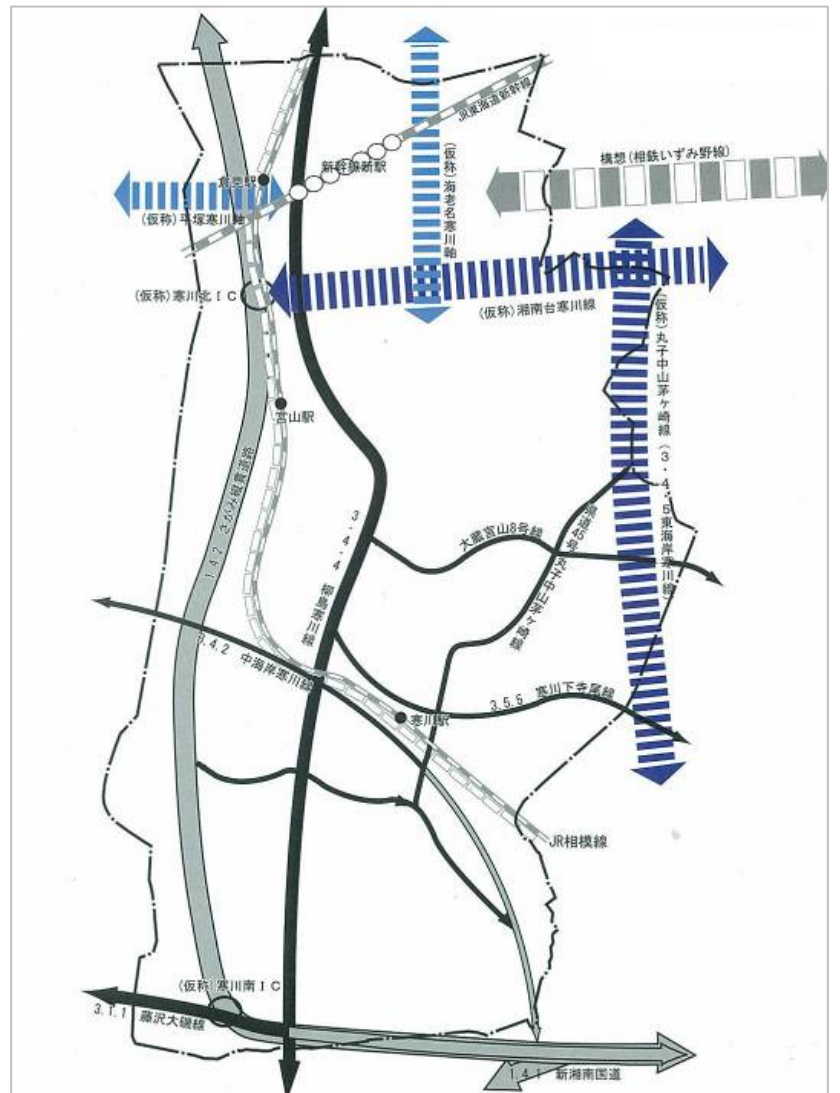 JR東海道新幹線
構想(相鉄いずみ野線)
新幹線新駅
倉見駅
(仮称)平塚寒川軸
(仮称)海老名寒川軸
(仮称)寒川北IC
(仮称)湘南台寒川線
(仮称)丸子中山茅ヶ崎線(3・4・5東海岸寒川線)
宮山駅
1.4.2 さがみ縦貫道路
3・4・4 柳島寒川線
大蔵宮山8号線
県道45号 丸子中山茅ヶ崎線
3.4.2 中海岸寒川線
3.5.5 寒川下寺尾線
寒川駅
JR相模線
(仮称)寒川南IC
3.1.1 藤沢大磯線
1.4.1 新湘南国道